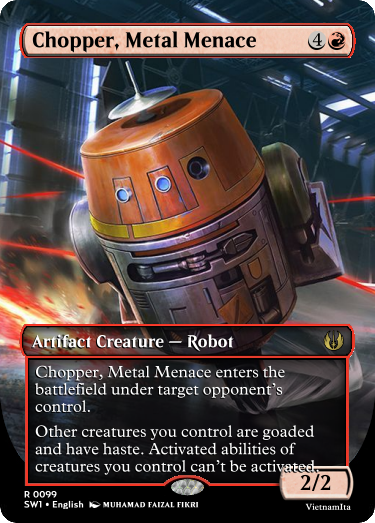 Chopper, Metal Menace 4
Artifact Creature — Robot
Chopper, Metal Menace enters the
battlefield under target opponent's
control.
Other creatures you control are goaded
and have haste. Activated abilities of
creatures you control can't be activated.
2/2
R 0099
SW1 • English MUHAMAD FAIZAL FIKRI
VietnamIta